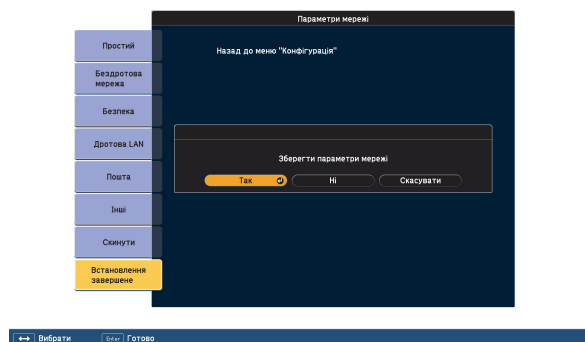 Параметри мережі
Простий
Назад до меню "Конфігурація"
Бездротова
мережа
Безпека
Дротова LAN
Зберегти параметри мережі
Так
Ні
Скасувати
Пошта
Інші
Скинути
Встановлення
завершене
Вибрати
Enter
Готово